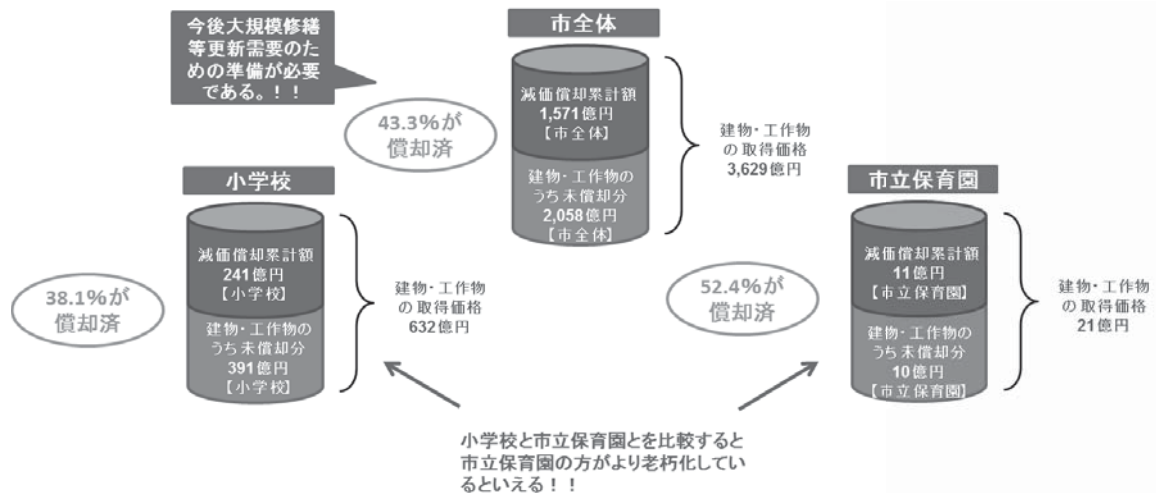 今後大規模修繕
等更新需要のた
めの準備が必要
である。！！
市全体
減価償却累計額
1,571億円
【市全体】
建物・工作物の
うち未償却分
2,058億円
【市全体】
43.3%が
償却済
建物・工作物
の取得価格
3,629億円
小学校
減価償却累計額
241億円
【小学校】
建物・工作物の
うち未償却分
391億円
【小学校】
38.1%が
償却済
建物・工作物
の取得価格
632億円
市立保育園
減価償却累計額
11億円
【市立保育園】
建物・工作物の
うち未償却分
10億円
【市立保育園】
52.4%が
償却済
建物・工作物
の取得価格
21億円
小学校と市立保育園とを比較すると
市立保育園の方がより老朽化してい
るといえる！！